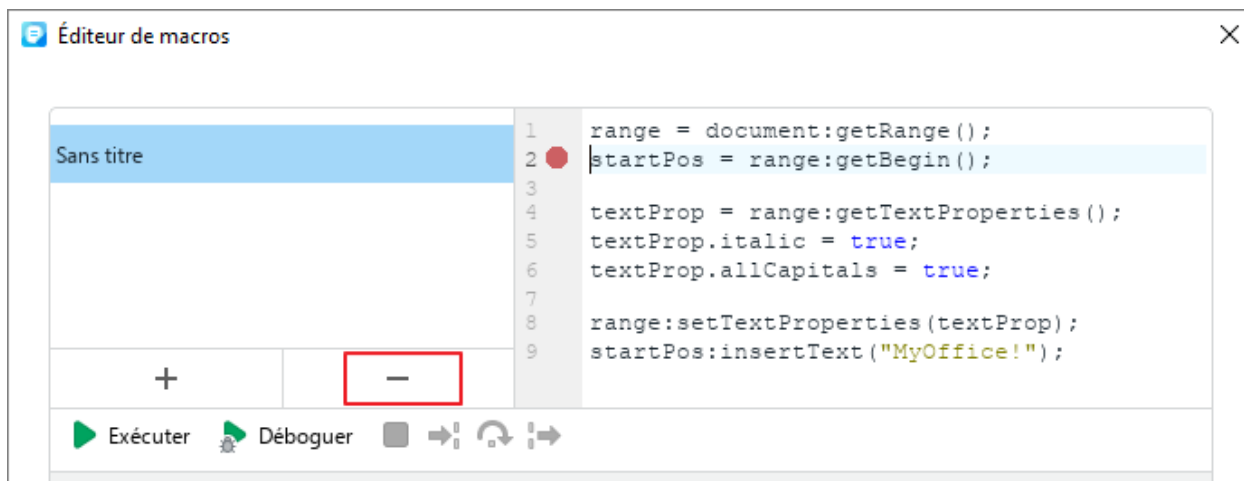 Éditeur de macros
Sans titre
1 range = document:getRange();
2 startPos = range:getBegin();
3
4 textProp = range:getTextProperties();
5 textProp.italic = true;
6 textProp.allCapitals = true;
7
8 range:setTextProperties(textProp);
9 startPos:insertText("MyOffice!");
+ −
Exécuter Déboguer